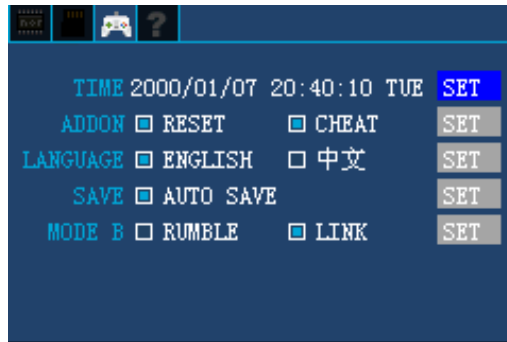 nor
TIME 2000/01/07 20:40:10 TUE SET
ADDON RESET CHEAT SET
LANGUAGE ENGLISH 中文 SET
SAVE AUTO SAVE SET
MODE B RUMBLE LINK SET